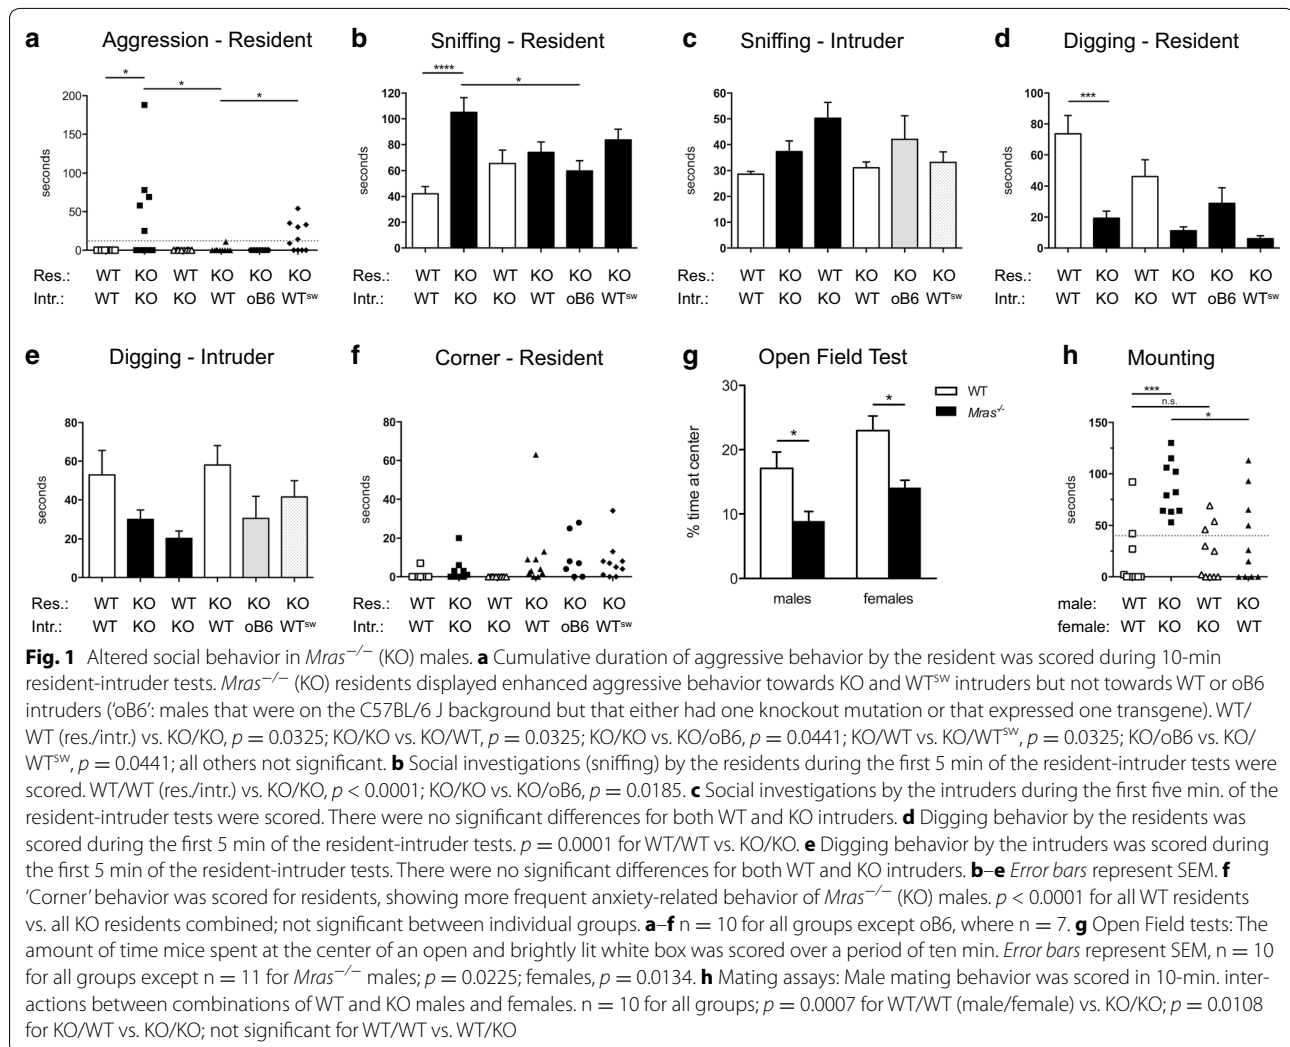 a Aggression - Resident
*
*
*
200
150
100
50
0
seconds
Res.: WT KO WT KO KO KO
Intr.: WT KO KO WT oB6 WTsw
b Sniffing - Resident
****
*
120
100
80
60
40
20
0
seconds
WT KO WT KO KO KO
WT KO KO WT oB6 WTsw
c Sniffing - Intruder
60
50
40
30
20
10
0
seconds
Res.: WT KO WT KO KO KO
Intr.: WT KO KO WT oB6 WTsw
d Digging - Resident
***
100
80
60
40
20
0
seconds
Res.: WT KO WT KO KO KO
Intr.: WT KO KO WT oB6 WTsw
e Digging - Intruder
80
60
40
20
0
seconds
Res.: WT KO WT KO KO KO
Intr.: WT KO KO WT oB6 WTsw
f Corner - Resident
80
60
40
20
0
seconds
Res.: WT KO WT KO KO KO
Intr.: WT KO KO WT oB6 WTsw
g Open Field Test
30
20
10
0
% time at center
*
*
WT
Mras-/-
males females
h Mounting
***
n.s.
*
150
100
50
0
seconds
male: WT KO WT KO
female: WT KO KO WT
Fig. 1 Altered social behavior in Mras−/− (KO) males. a Cumulative duration of aggressive behavior by the resident was scored during 10-min
resident-intruder tests. Mras−/− (KO) residents displayed enhanced aggressive behavior towards KO and WTsw intruders but not towards WT or oB6
intruders (‘oB6’: males that were on the C57BL/6 J background but that either had one knockout mutation or that expressed one transgene). WT/
WT (res./intr.) vs. KO/KO, p = 0.0325; KO/KO vs. KO/WT, p = 0.0325; KO/KO vs. KO/oB6, p = 0.0441; KO/WT vs. KO/WTsw, p = 0.0325; KO/oB6 vs. KO/
WTsw, p = 0.0441; all others not significant. b Social investigations (sniffing) by the residents during the first 5 min of the resident-intruder tests were
scored. WT/WT (res./intr.) vs. KO/KO, p < 0.0001; KO/KO vs. KO/oB6, p = 0.0185. c Social investigations by the intruders during the first five min. of the
resident-intruder tests were scored. There were no significant differences for both WT and KO intruders. d Digging behavior by the residents was
scored during the first 5 min of the resident-intruder tests. p = 0.0001 for WT/WT vs. KO/KO. e Digging behavior by the intruders was scored during
the first 5 min of the resident-intruder tests. There were no significant differences for both WT and KO intruders. b–e Error bars represent SEM. f
‘Corner’ behavior was scored for residents, showing more frequent anxiety-related behavior of Mras−/− (KO) males. p < 0.0001 for all WT residents
vs. all KO residents combined; not significant between individual groups. a–f n = 10 for all groups except oB6, where n = 7. g Open Field tests: The
amount of time mice spent at the center of an open and brightly lit white box was scored over a period of ten min. Error bars represent SEM, n = 10
for all groups except n = 11 for Mras−/− males; p = 0.0225; females, p = 0.0134. h Mating assays: Male mating behavior was scored in 10-min. inter-
actions between combinations of WT and KO males and females. n = 10 for all groups; p = 0.0007 for WT/WT (male/female) vs. KO/KO; p = 0.0108
for KO/WT vs. KO/KO; not significant for WT/WT vs. WT/KO